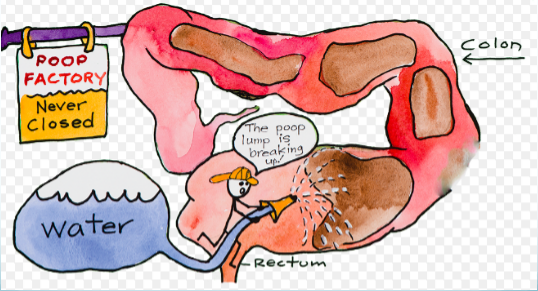 POOP
FACTORY
Never
Closed
Colon
The poop
lump is
breaking
up!
Water
Rectum